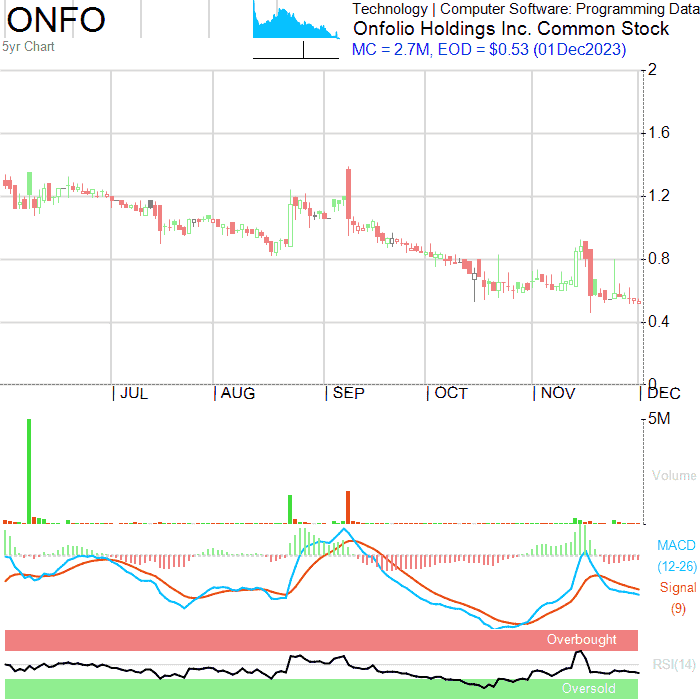 ONFO
5yr Chart
Technology | Computer Software: Programming Data
Onfolio Holdings Inc. Common Stock
MC = 2.7M, EOD = $0.53 (01Dec2023)
2
1.6
1.2
0.8
0.4
0
JUL AUG SEP OCT NOV DEC
5M
Volume
MACD
(12-26)
Signal
(9)
Overbought
RSI(14)
Oversold